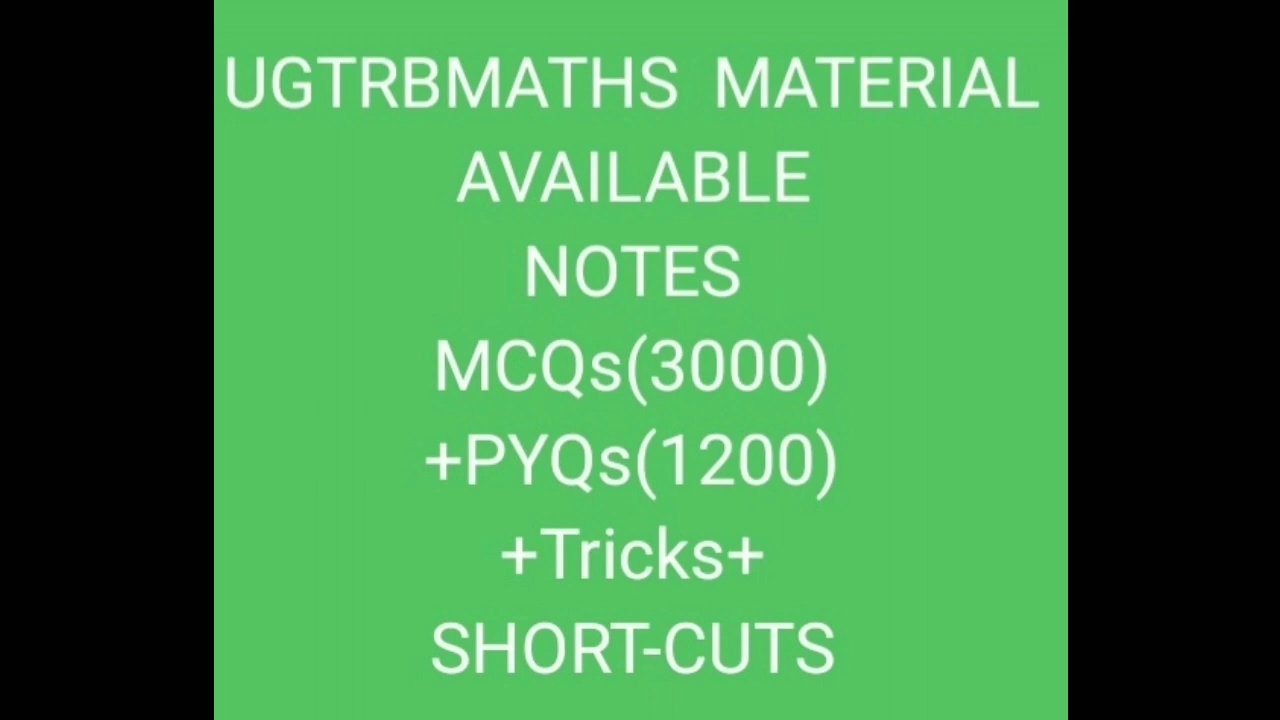 UGTRBMATHS MATERIAL
AVAILABLE
NOTES
MCQs(3000)
+PYQs(1200)
+Tricks+
SHORT-CUTS